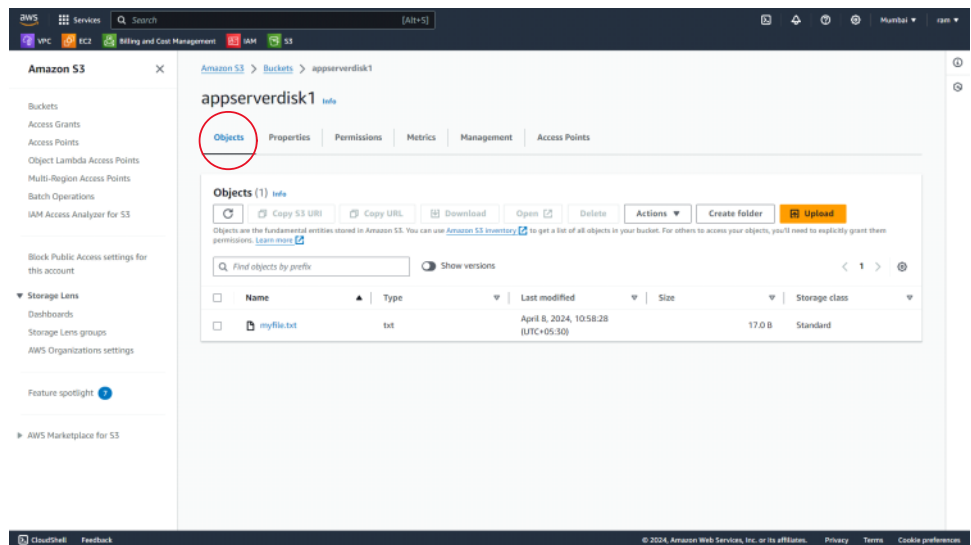 aws Services Search [Alt+S] Mumbai ram
VPC EC2 Billing and Cost Management IAM S3
Amazon S3
Buckets
Access Grants
Access Points
Object Lambda Access Points
Multi-Region Access Points
Batch Operations
IAM Access Analyzer for S3
Block Public Access settings for
this account
Storage Lens
Dashboards
Storage Lens groups
AWS Organizations settings
Feature spotlight 7
AWS Marketplace for S3
Amazon S3 > Buckets > appserverdisk1
appserverdisk1 Info
Objects Properties Permissions Metrics Management Access Points
Objects (1) Info
Copy S3 URI Copy URL Download Open Delete Actions Create folder Upload
Objects are the fundamental entities stored in Amazon S3. You can use Amazon S3 inventory to get a list of all objects in your bucket. For others to access your objects, you'll need to explicitly grant them
permissions. Learn more
Find objects by prefix Show versions 1
Name Type Last modified Size Storage class
myfile.txt txt April 8, 2024, 10:58:28 17.0 B Standard
(UTC+05:30)
CloudShell Feedback © 2024, Amazon Web Services, Inc. or its affiliates. Privacy Terms Cookie preferences